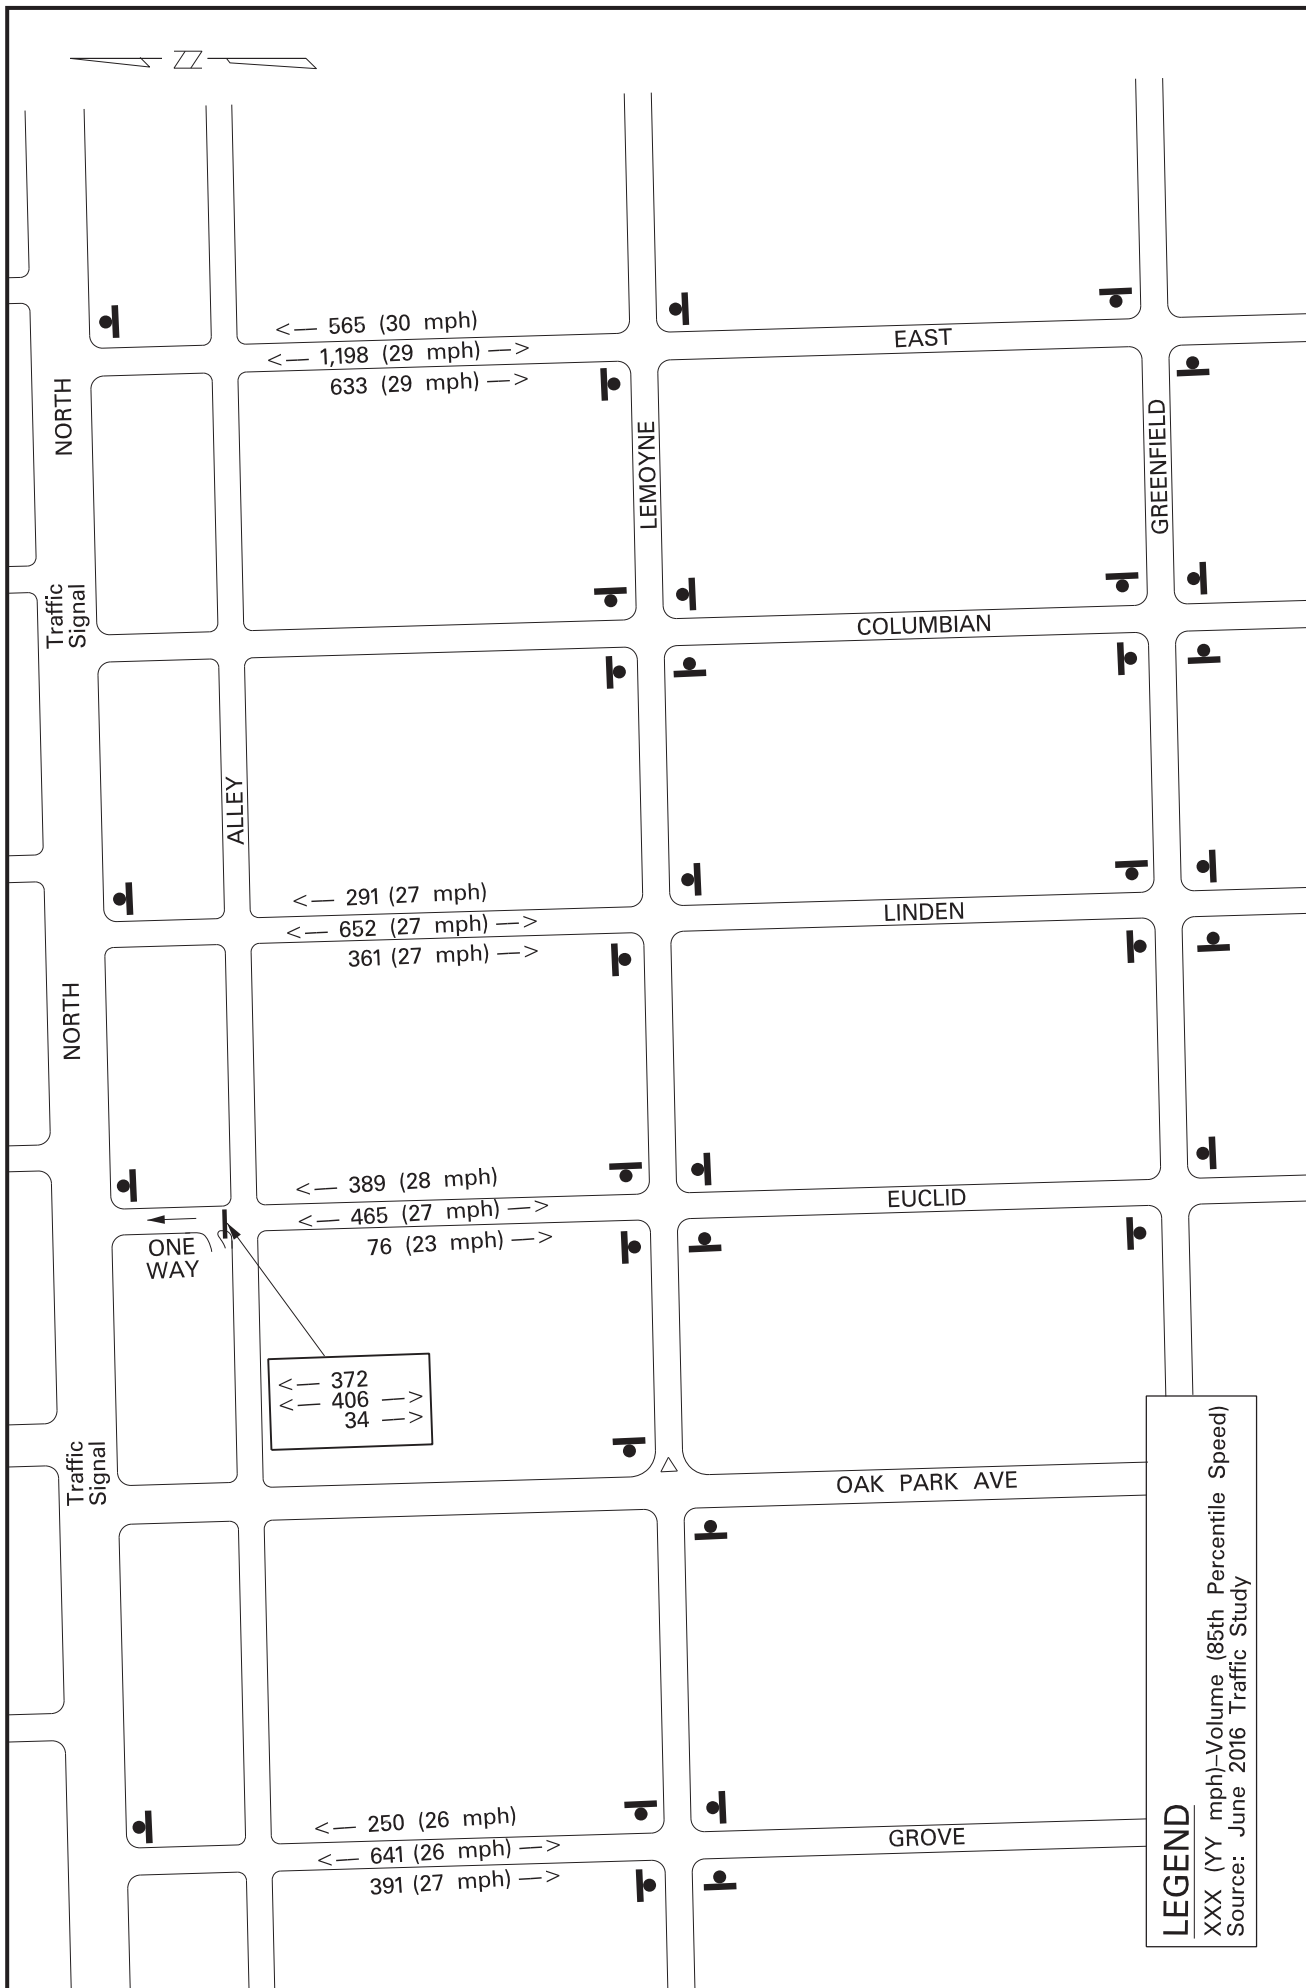 N
<— 565 (30 mph)
<— 1,198 (29 mph) —>
633 (29 mph) —>
EAST
NORTH
LEMOYNE
GREENFIELD
Traffic
Signal
COLUMBIAN
ALLEY
<— 291 (27 mph)
<— 652 (27 mph) —>
361 (27 mph) —>
LINDEN
NORTH
<— 389 (28 mph)
<— 465 (27 mph) —>
76 (23 mph) —>
EUCLID
ONE
WAY
<— 372
<— 406 —>
34 —>
Traffic
Signal
OAK PARK AVE
<— 250 (26 mph)
<— 641 (26 mph) —>
391 (27 mph) —>
GROVE
LEGEND
XXX (YY mph)–Volume (85th Percentile Speed)
Source: June 2016 Traffic Study